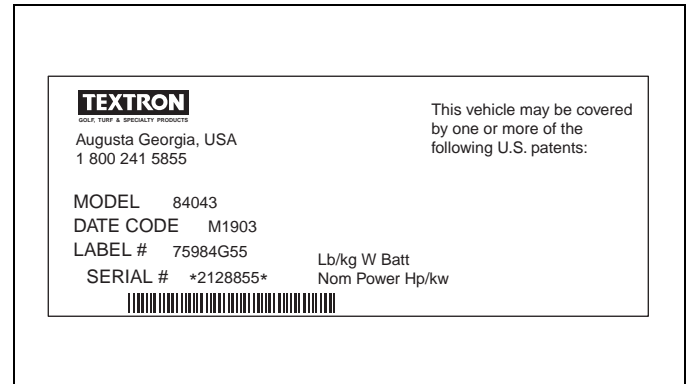 TEXTRON
GOLF, TURF & SPECIALTY PRODUCTS
Augusta Georgia, USA
1 800 241 5855
This vehicle may be covered
by one or more of the
following U.S. patents:
MODEL 84043
DATE CODE M1903
LABEL # 75984G55
SERIAL # *2128855*
Lb/kg W Batt
Nom Power Hp/kw